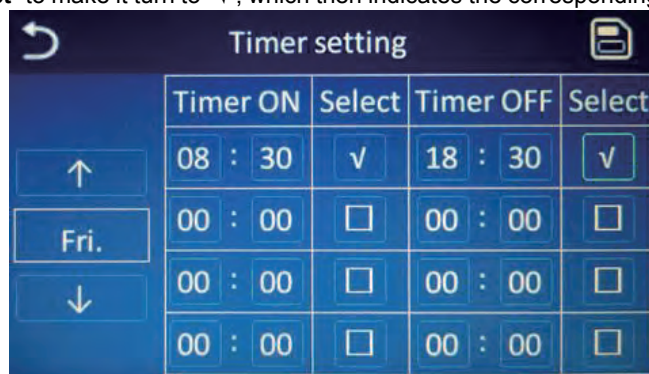 to make it turn to "√", which then indicates the corresponding
Timer setting
Timer ON Select Timer OFF Select
08 : 30 √ 18 : 30 √
Fri.
00 : 00 □ 00 : 00 □
00 : 00 □ 00 : 00 □
00 : 00 □ 00 : 00 □